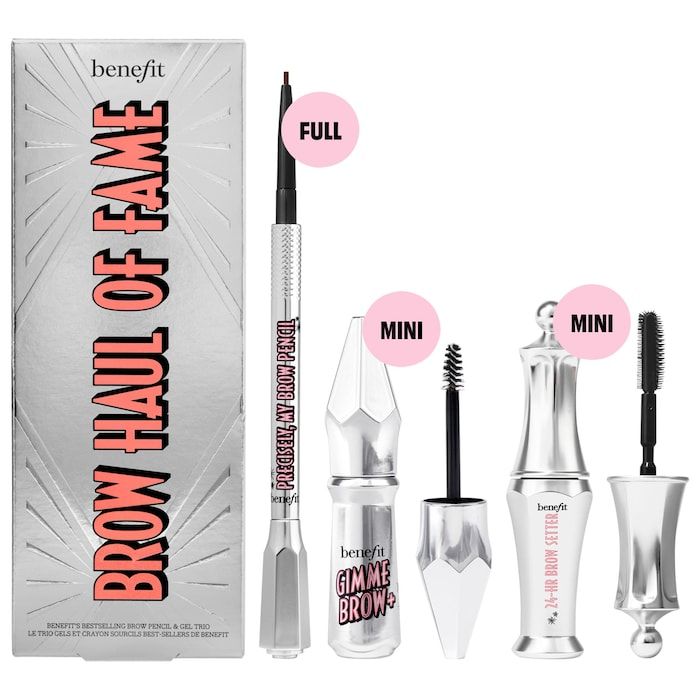 benefit
BROW HAUL OF FAME
BENEFIT'S BESTSELLING BROW PENCIL & GEL TRIO
LE TRIO GELS ET CRAYON SOURCILS BEST-SELLERS DE BENEFIT
FULL
PRECISELY, MY BROW PENCIL
benefit
MINI
benefit
GIMME
BROW+
MINI
benefit
24-HR BROW SETTER